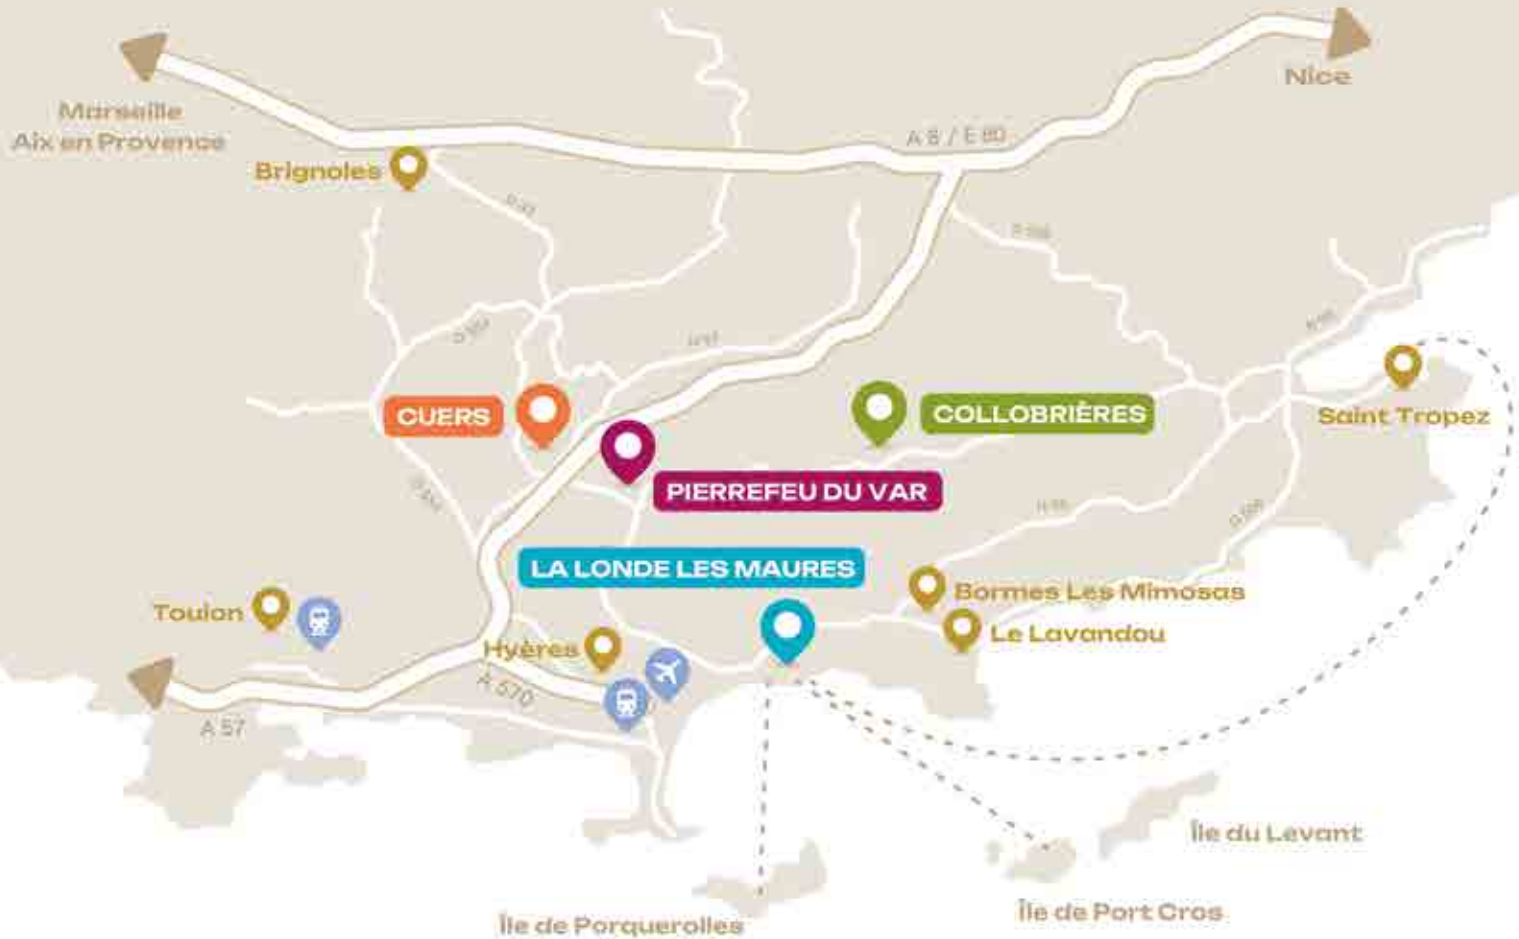 Nice
Marseille
Aix en Provence
A 8 / E 80
Brignoles
CUERS
COLLOBRIÈRES
Saint Tropez
PIERREFEU DU VAR
LA LONDE LES MAURES
Bormes Les Mimosas
Toulon
Le Lavandou
Hyères
A 570
A 57
Île du Levant
Île de Port Cros
Île de Porquerolles